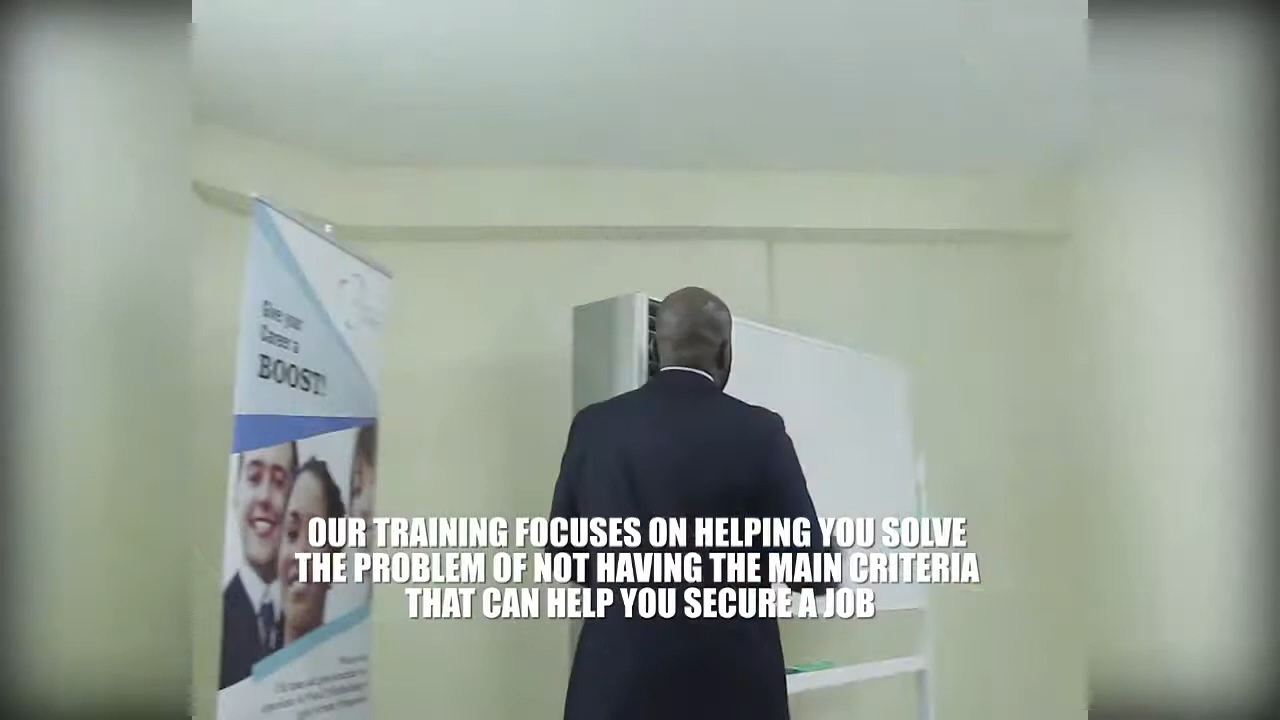 Give your
Career a
BOOST!
OUR TRAINING FOCUSES ON HELPING YOU SOLVE
THE PROBLEM OF NOT HAVING THE MAIN CRITERIA
THAT CAN HELP YOU SECURE A JOB